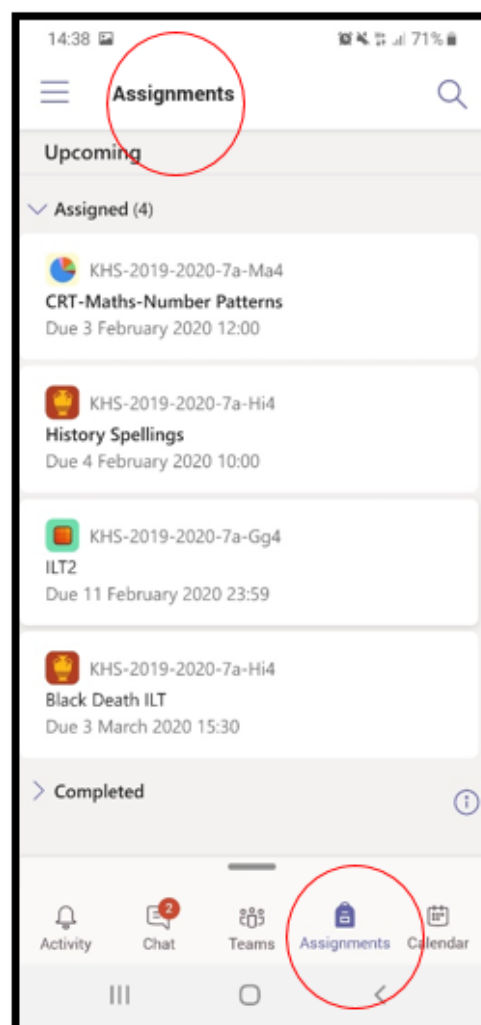 14:38 71%
Assignments
Upcoming
Assigned (4)
KHS-2019-2020-7a-Ma4
CRT-Maths-Number Patterns
Due 3 February 2020 12:00
KHS-2019-2020-7a-Hi4
History Spellings
Due 4 February 2020 10:00
KHS-2019-2020-7a-Gg4
ILT2
Due 11 February 2020 23:59
KHS-2019-2020-7a-Hi4
Black Death ILT
Due 3 March 2020 15:30
Completed
2
Activity Chat Teams Assignments Calendar